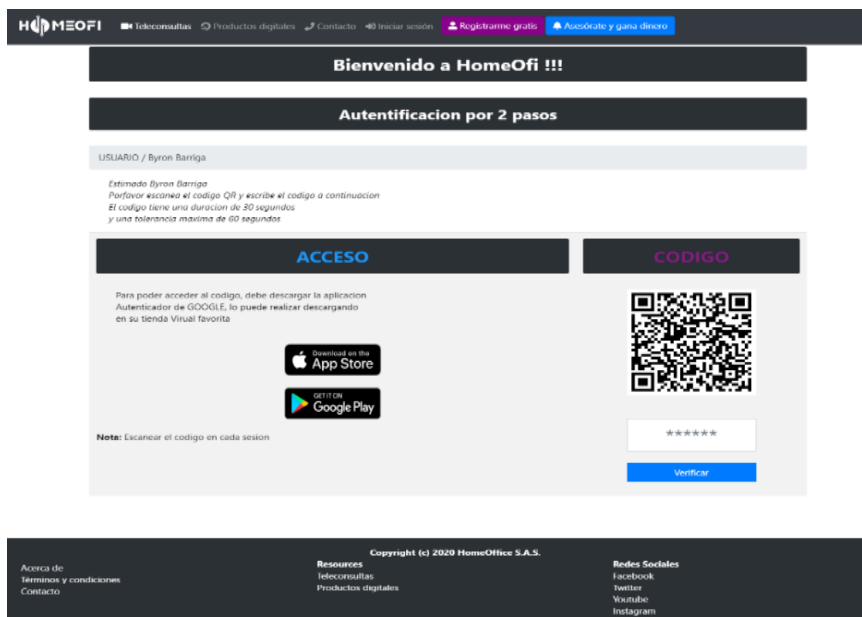 HOMEOFI Teleconsultas Productos digitales Contacto Iniciar sesión Registrarme gratis Asesórate y gana dinero
Bienvenido a HomeOfi !!!
Autentificacion por 2 pasos
USUARIO / Byron Barriga
Estimado Byron Barriga
Porfavor escanea el codigo QR y escribe el codigo a continuacion
El codigo tiene una duracion de 30 segundos
y una tolerancia maxima de 60 segundos
ACCESO
Para poder acceder al codigo, debe descargar la aplicacion
Autenticador de GOOGLE, lo puede realizar descargando
en su tienda Virual favorita
Download on the
App Store
GET IT ON
Google Play
Nota: Escanear el codigo en cada sesion
CODIGO
******
Verificar
Copyright (c) 2020 HomeOffice S.A.S.
Acerca de
Términos y condiciones
Contacto
Resources
Teleconsultas
Productos digitales
Redes Sociales
Facebook
Twitter
Youtube
Instagram